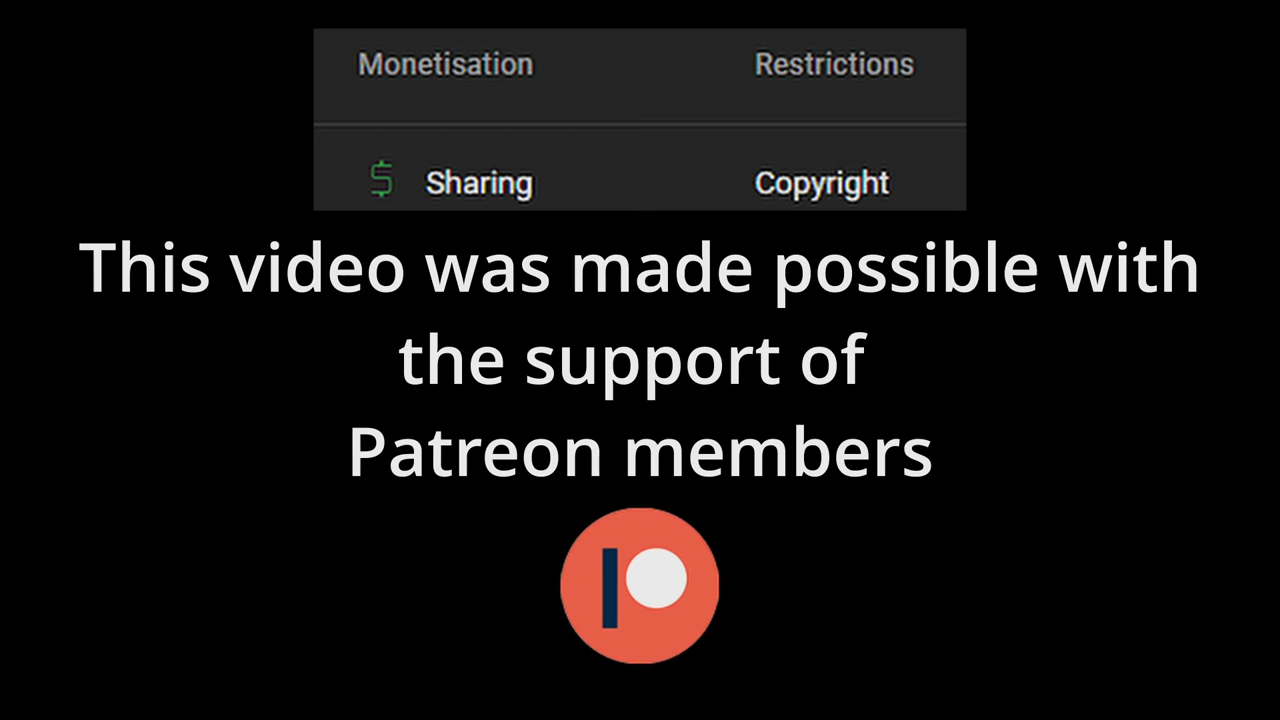 Monetisation Restrictions
Sharing Copyright
This video was made possible with
the support of
Patreon members